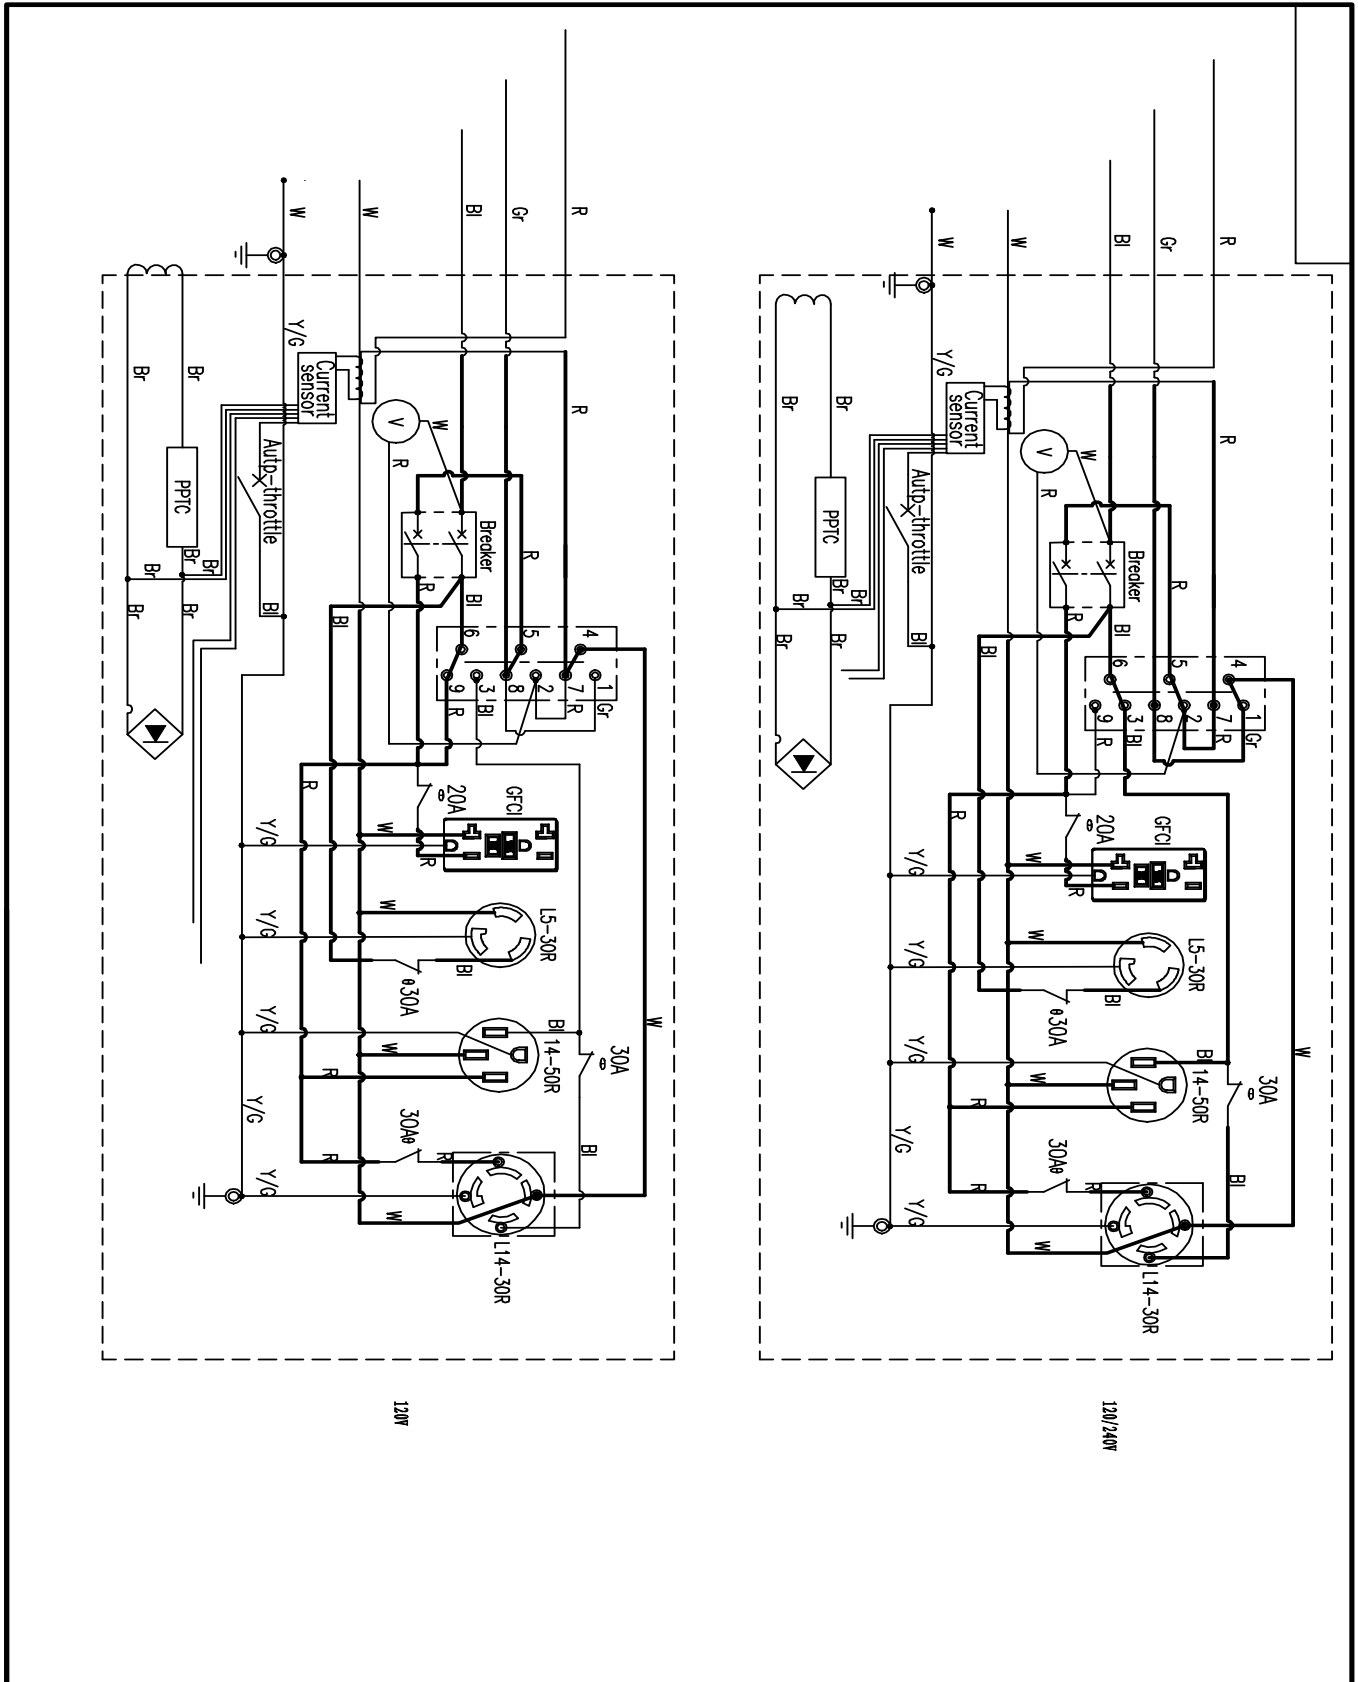 W
W
Bl
Gr
R
Y/G
Current
sensor
Br
Br
R
V
W
R
Autp-throttle
PPTC
Breaker
R
Br
Br
Br
Br
Br
Bl
Bl
R
Bl
6
5
4
9
3
8
2
7
1
R
Bl
R
Gr
R
20A
GFCI
Y/G
W
R
Y/G
W
L5-30R
Bl
30A
Y/G
W
R
Bl
14-50R
30A
W
Y/G
30A
R
R
Bl
Y/G
W
L14-30R
120V
W
W
Bl
Gr
R
Y/G
Current
sensor
Br
Br
R
V
W
R
Autp-throttle
PPTC
Breaker
R
Br
Br
Br
Br
Br
Bl
Bl
R
Bl
6
5
4
9
3
8
2
7
1
R
Bl
R
Gr
R
20A
GFCI
Y/G
W
R
Y/G
W
L5-30R
Bl
30A
Y/G
W
R
Bl
14-50R
30A
W
Y/G
30A
R
R
Bl
Y/G
W
L14-30R
120/240V